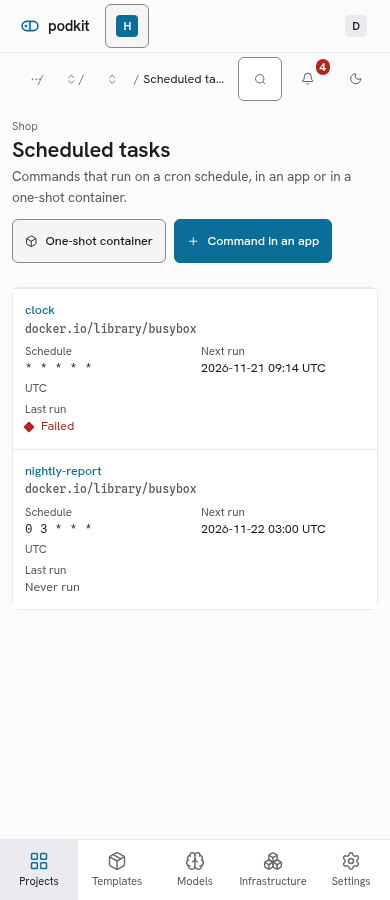 podkit
H
D
··/ / / Scheduled ta...
4
Shop
Scheduled tasks
Commands that run on a cron schedule, in an app or in a
one-shot container.
One-shot container
Command in an app
clock
docker.io/library/busybox
Schedule
* * * * *
UTC
Next run
2026-11-21 09:14 UTC
Last run
Failed
nightly-report
docker.io/library/busybox
Schedule
0 3 * * *
UTC
Next run
2026-11-22 03:00 UTC
Last run
Never run
Projects
Templates
Models
Infrastructure
Settings